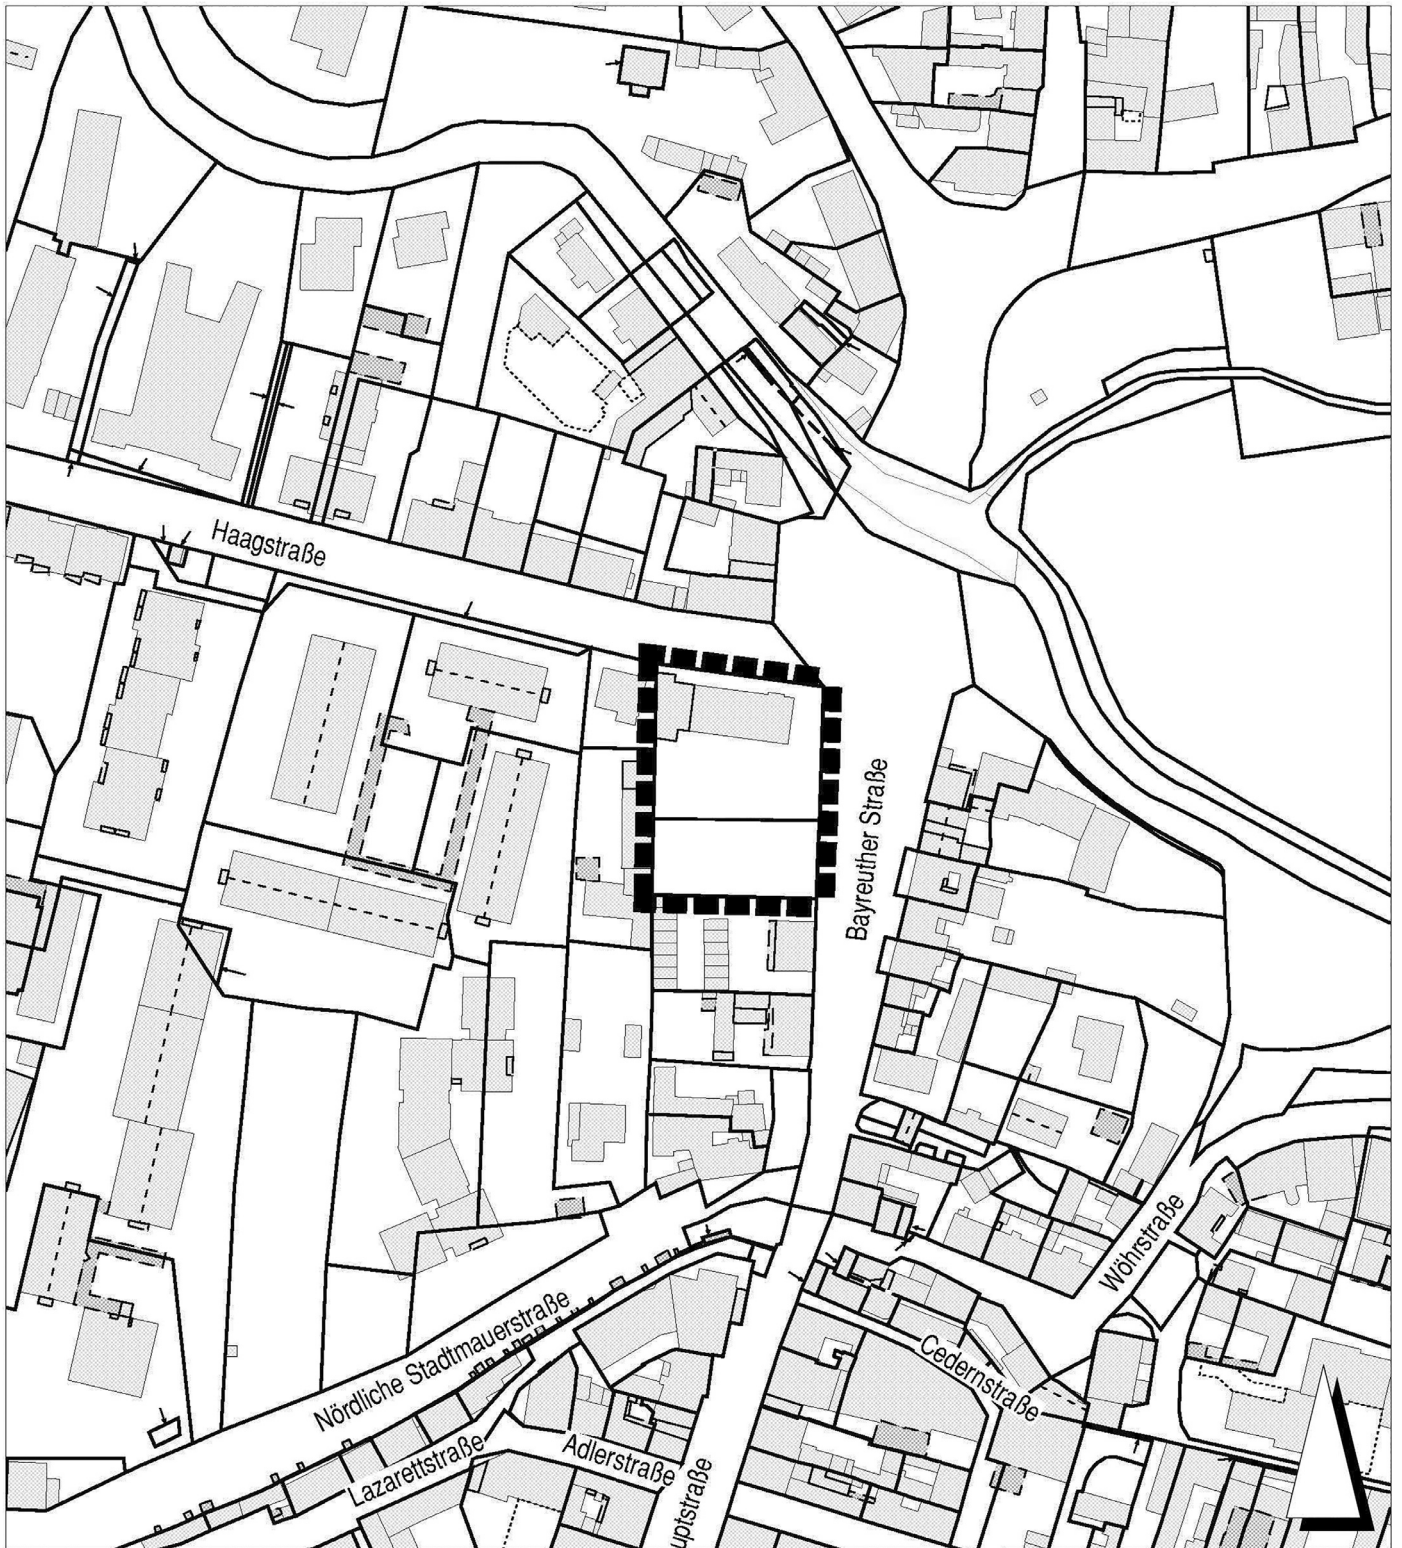 Haagstraße
Bayreuther Straße
Wöhrstraße
Nördliche Stadtmauerstraße
Cedernstraße
Lazarettstraße
Adlerstraße
uptstraße